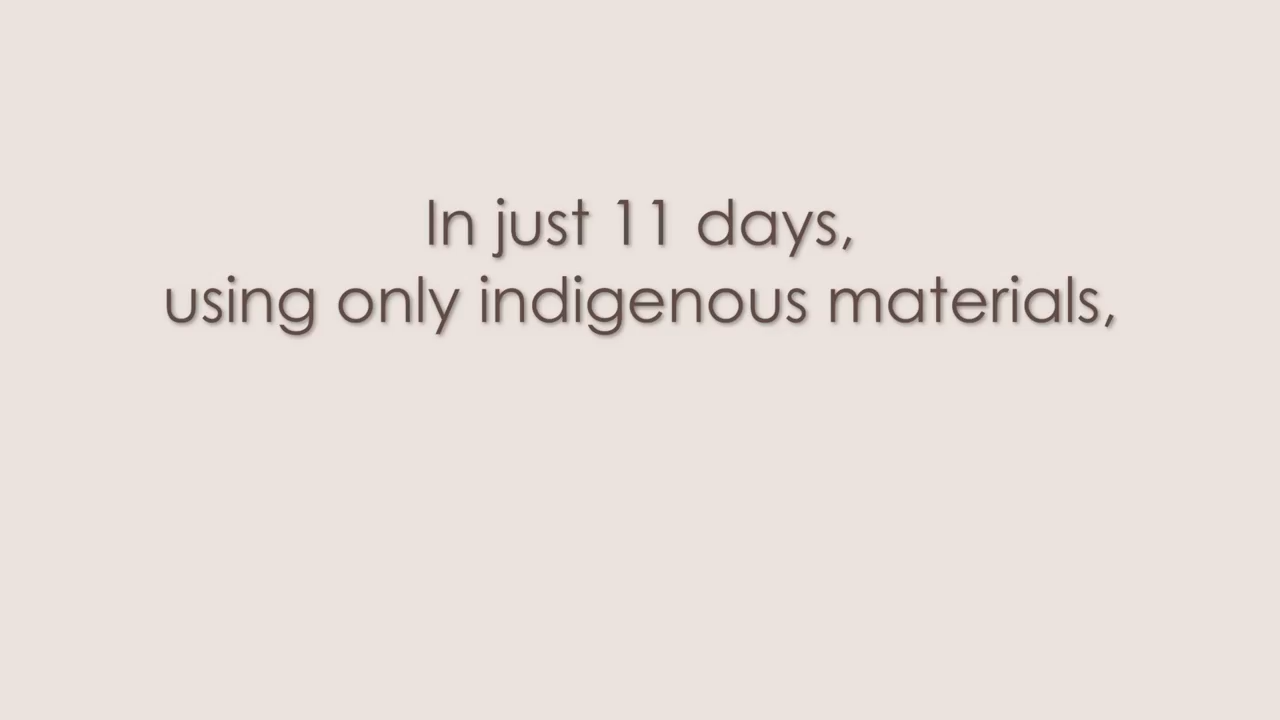 In just 11 days,
using only indigenous materials,